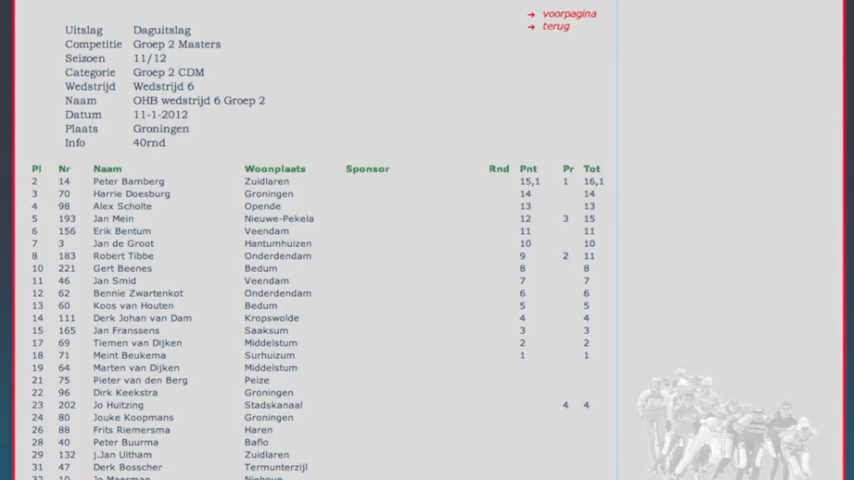 voorpagina
terug
Uitslag Daguitslag
Competitie Groep 2 Masters
Seizoen 11/12
Categorie Groep 2 CDM
Wedstrijd Wedstrijd 6
Naam OHB wedstrijd 6 Groep 2
Datum 11-1-2012
Plaats Groningen
Info 40rnd
Pl Nr Naam Woonplaats Sponsor Rnd Pnt Pr Tot
2 14 Peter Bamberg Zuidlaren 15,1 1 16,1
3 70 Harrie Doesburg Groningen 14 14
4 98 Alex Scholte Opende 13 13
5 193 Jan Mein Nieuwe-Pekela 12 3 15
6 156 Erik Bentum Veendam 11 11
7 3 Jan de Groot Hantumhuizen 10 10
8 183 Robert Tibbe Onderdendam 9 2 11
10 221 Gert Beenes Bedum 8 8
11 46 Jan Smid Veendam 7 7
12 62 Bennie Zwartenkot Onderdendam 6 6
13 60 Koos van Houten Bedum 5 5
14 111 Derk Johan van Dam Kropswolde 4 4
15 165 Jan Franssens Saaksum 3 3
17 69 Tiemen van Dijken Middelstum 2 2
18 71 Meint Beukema Surhuizum 1 1
19 64 Marten van Dijken Middelstum
21 75 Pieter van den Berg Peize
22 96 Dirk Keekstra Groningen
23 202 Jo Huitzing Stadskanaal 4 4
24 80 Jouke Koopmans Groningen
26 88 Frits Riemersma Haren
28 40 Peter Buurma Baflo
29 132 j.Jan Uitham Zuidlaren
31 47 Derk Bosscher Termunterzijl
32 10 Jo Meerman Niehove